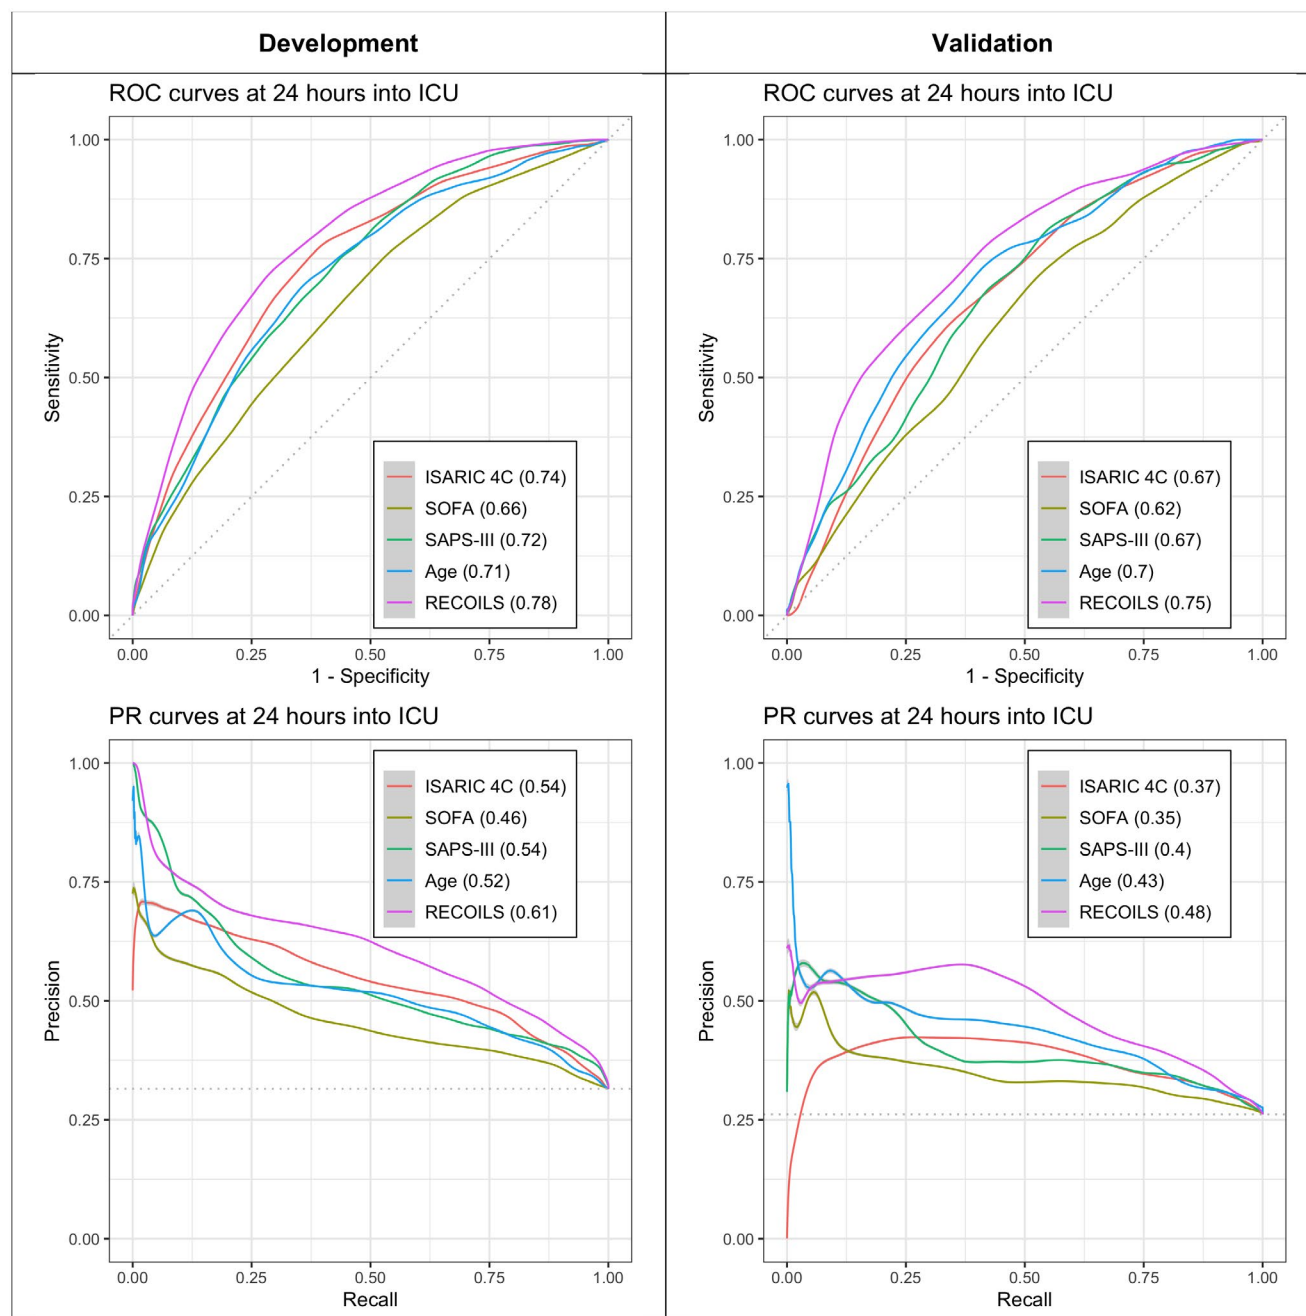 Development
Validation
ROC curves at 24 hours into ICU
1.00
0.75
0.50
0.25
0.00
Sensitivity
ISARIC 4C (0.74)
SOFA (0.66)
SAPS-III (0.72)
Age (0.71)
RECOILS (0.78)
0.00 0.25 0.50 0.75 1.00
1 - Specificity
ROC curves at 24 hours into ICU
1.00
0.75
0.50
0.25
0.00
Sensitivity
ISARIC 4C (0.67)
SOFA (0.62)
SAPS-III (0.67)
Age (0.7)
RECOILS (0.75)
0.00 0.25 0.50 0.75 1.00
1 - Specificity
PR curves at 24 hours into ICU
1.00
0.75
0.50
0.25
0.00
Precision
ISARIC 4C (0.54)
SOFA (0.46)
SAPS-III (0.54)
Age (0.52)
RECOILS (0.61)
0.00 0.25 0.50 0.75 1.00
Recall
PR curves at 24 hours into ICU
1.00
0.75
0.50
0.25
0.00
Precision
ISARIC 4C (0.37)
SOFA (0.35)
SAPS-III (0.4)
Age (0.43)
RECOILS (0.48)
0.00 0.25 0.50 0.75 1.00
Recall